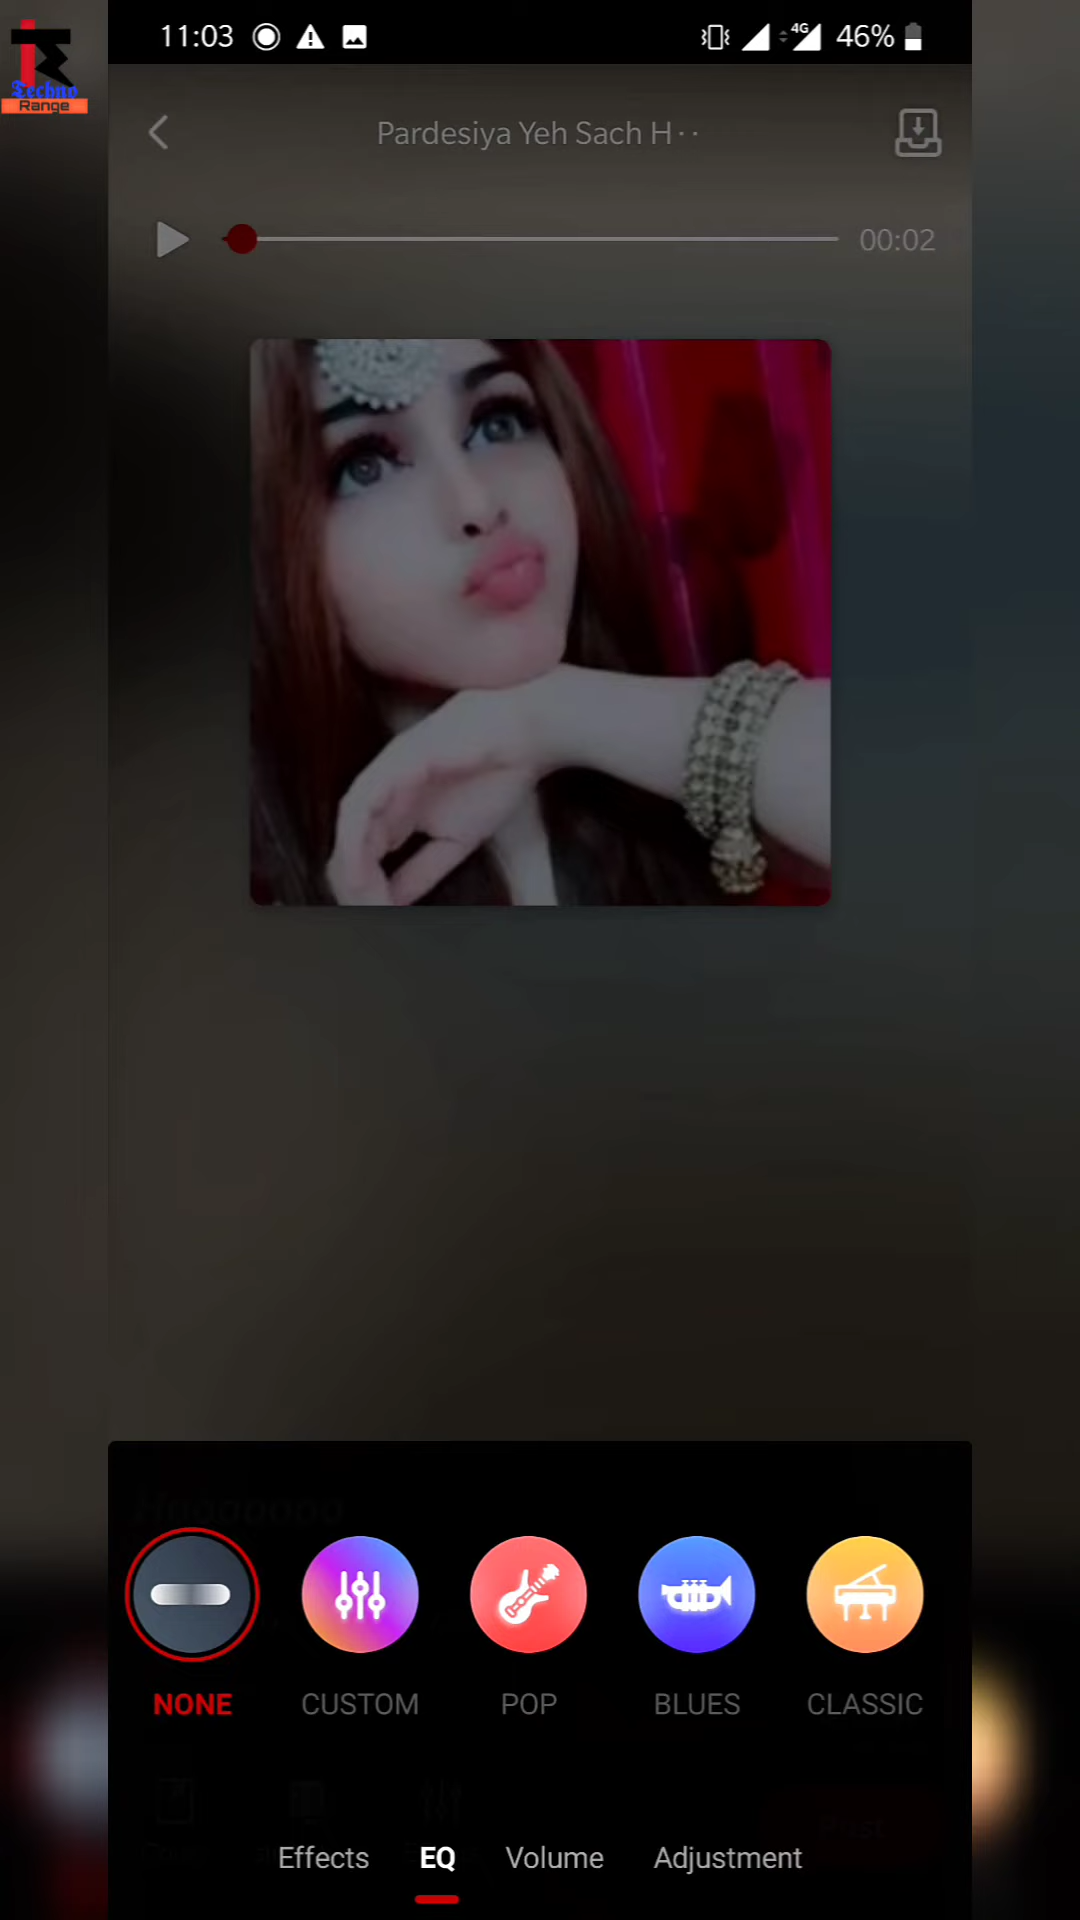 11:03
4G
46%
Techno
Range
Pardesiya Yeh Sach H··
00:02
NONE
CUSTOM
POP
BLUES
CLASSIC
Effects
EQ
Volume
Adjustment